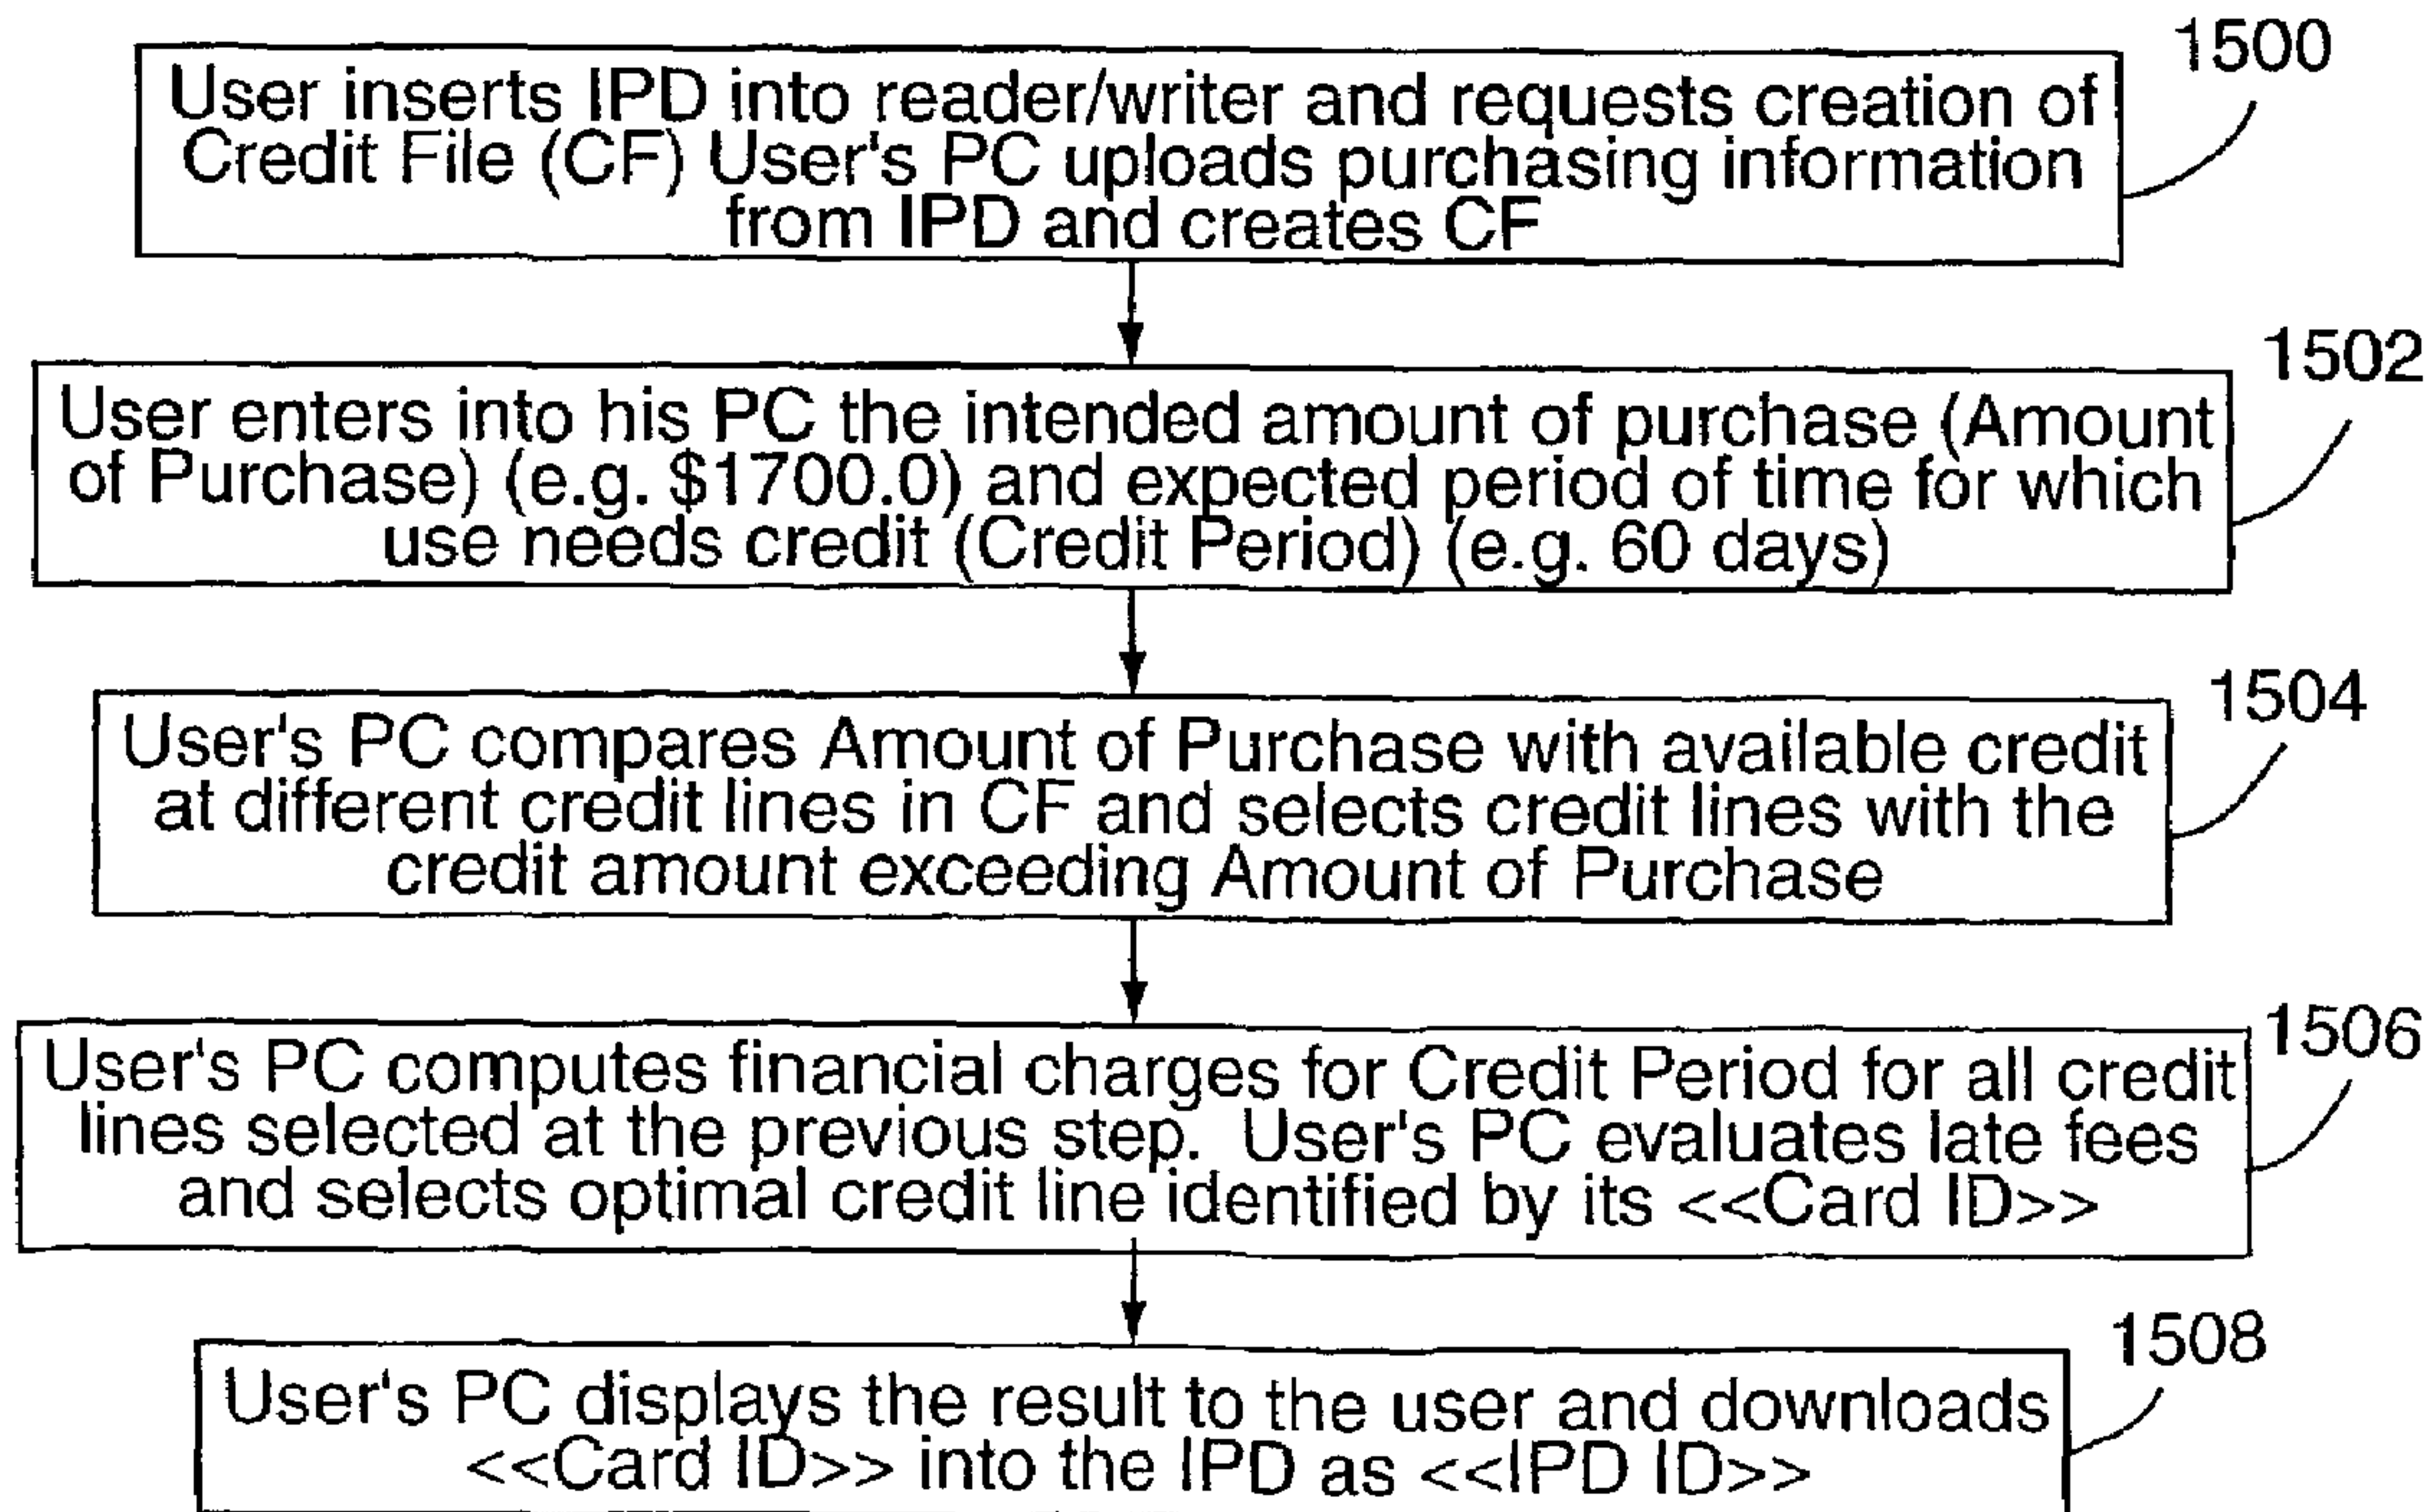 1500
User inserts IPD into reader/writer and requests creation of
Credit File (CF) User's PC uploads purchasing information
from IPD and creates CF
1502
User enters into his PC the intended amount of purchase (Amount
of Purchase) (e.g. $1700.0) and expected period of time for which
use needs credit (Credit Period) (e.g. 60 days)
1504
User's PC compares Amount of Purchase with available credit
at different credit lines in CF and selects credit lines with the
credit amount exceeding Amount of Purchase
1506
User's PC computes financial charges for Credit Period for all credit
lines selected at the previous step. User's PC evaluates late fees
and selects optimal credit line identified by its <<Card ID>>
1508
User's PC displays the result to the user and downloads
<<Card ID>> into the IPD as <<IPD ID>>